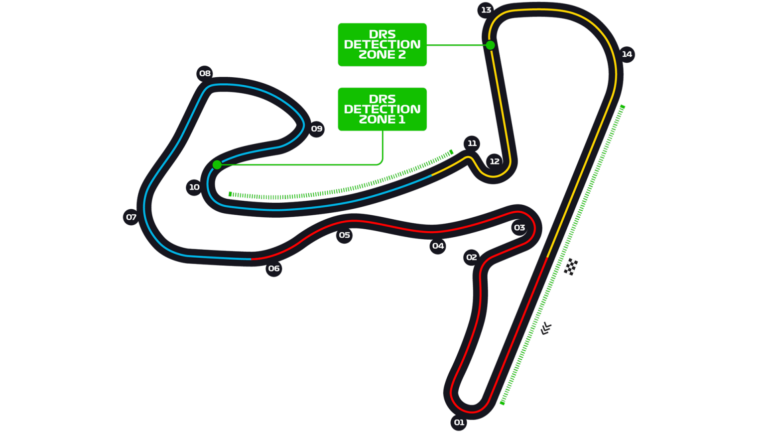 13
DRS
DETECTION
ZONE 2
14
08
DRS
DETECTION
ZONE 1
09
11
12
10
07
03
05
04
02
06
01